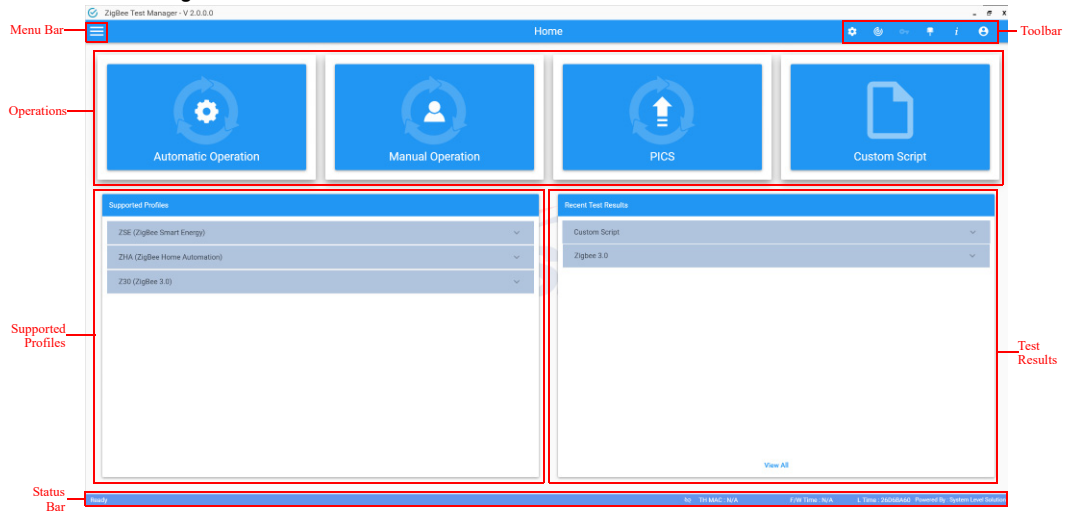 ZigBee Test Manager - V 2.0.0.0
Menu Bar
Home
Toolbar
Operations
Automatic Operation
Manual Operation
PICS
Custom Script
Supported Profiles
Recent Test Results
ZSE (ZigBee Smart Energy)
Custom Script
ZHA (ZigBee Home Automation)
Zigbee 3.0
Z30 (ZigBee 3.0)
Supported
Profiles
Test
Results
View All
Status
Bar
Ready
TH MAC : N/A
F/W Time : N/A
L Time : 26D6BA60
Powered By System Level Solution